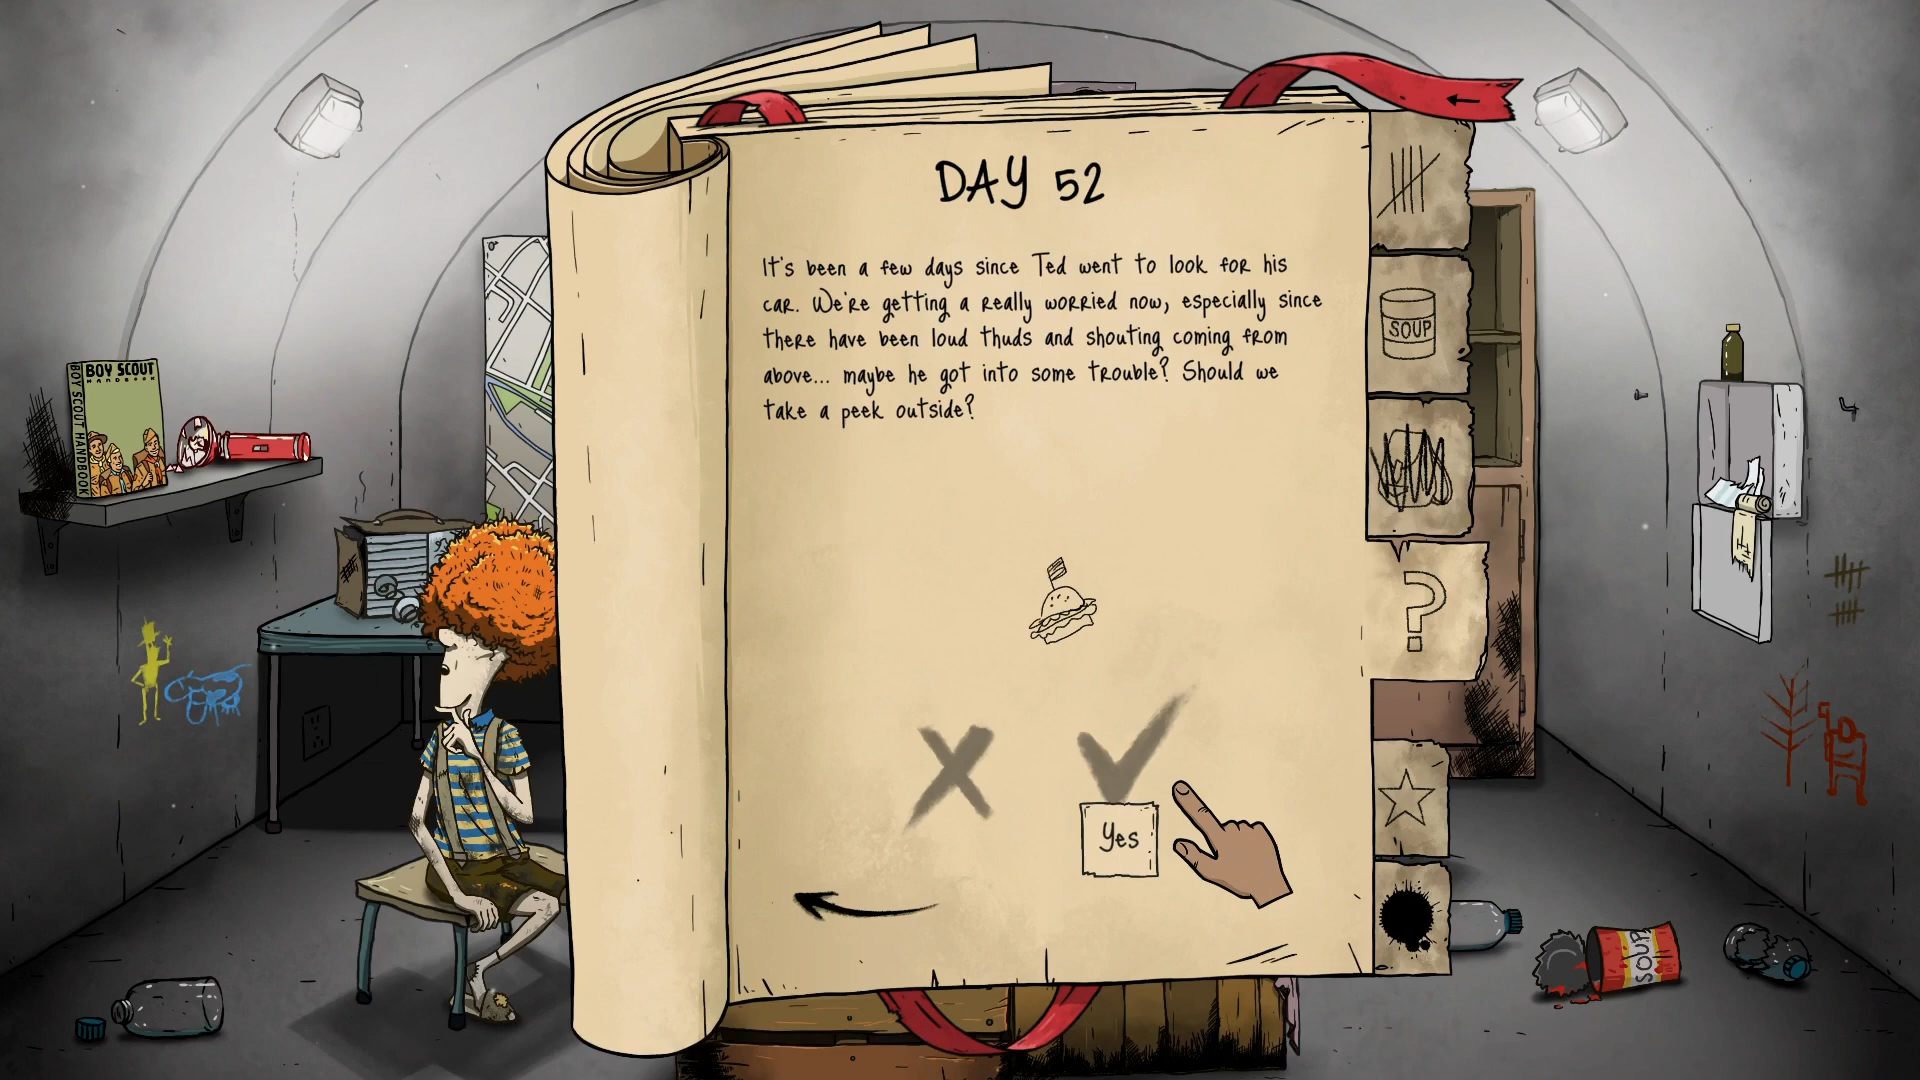 DAY 52
It's been a few days since Ted went to look for his
car. We're getting a really worried now, especially since
there have been loud thuds and shouting coming from
above... maybe he got into some trouble? Should we
take a peek outside?
Yes
SOUP
?
BOY SCOUT
HANDBOOK
BOY SCOUT HANDBOOK
SOUP